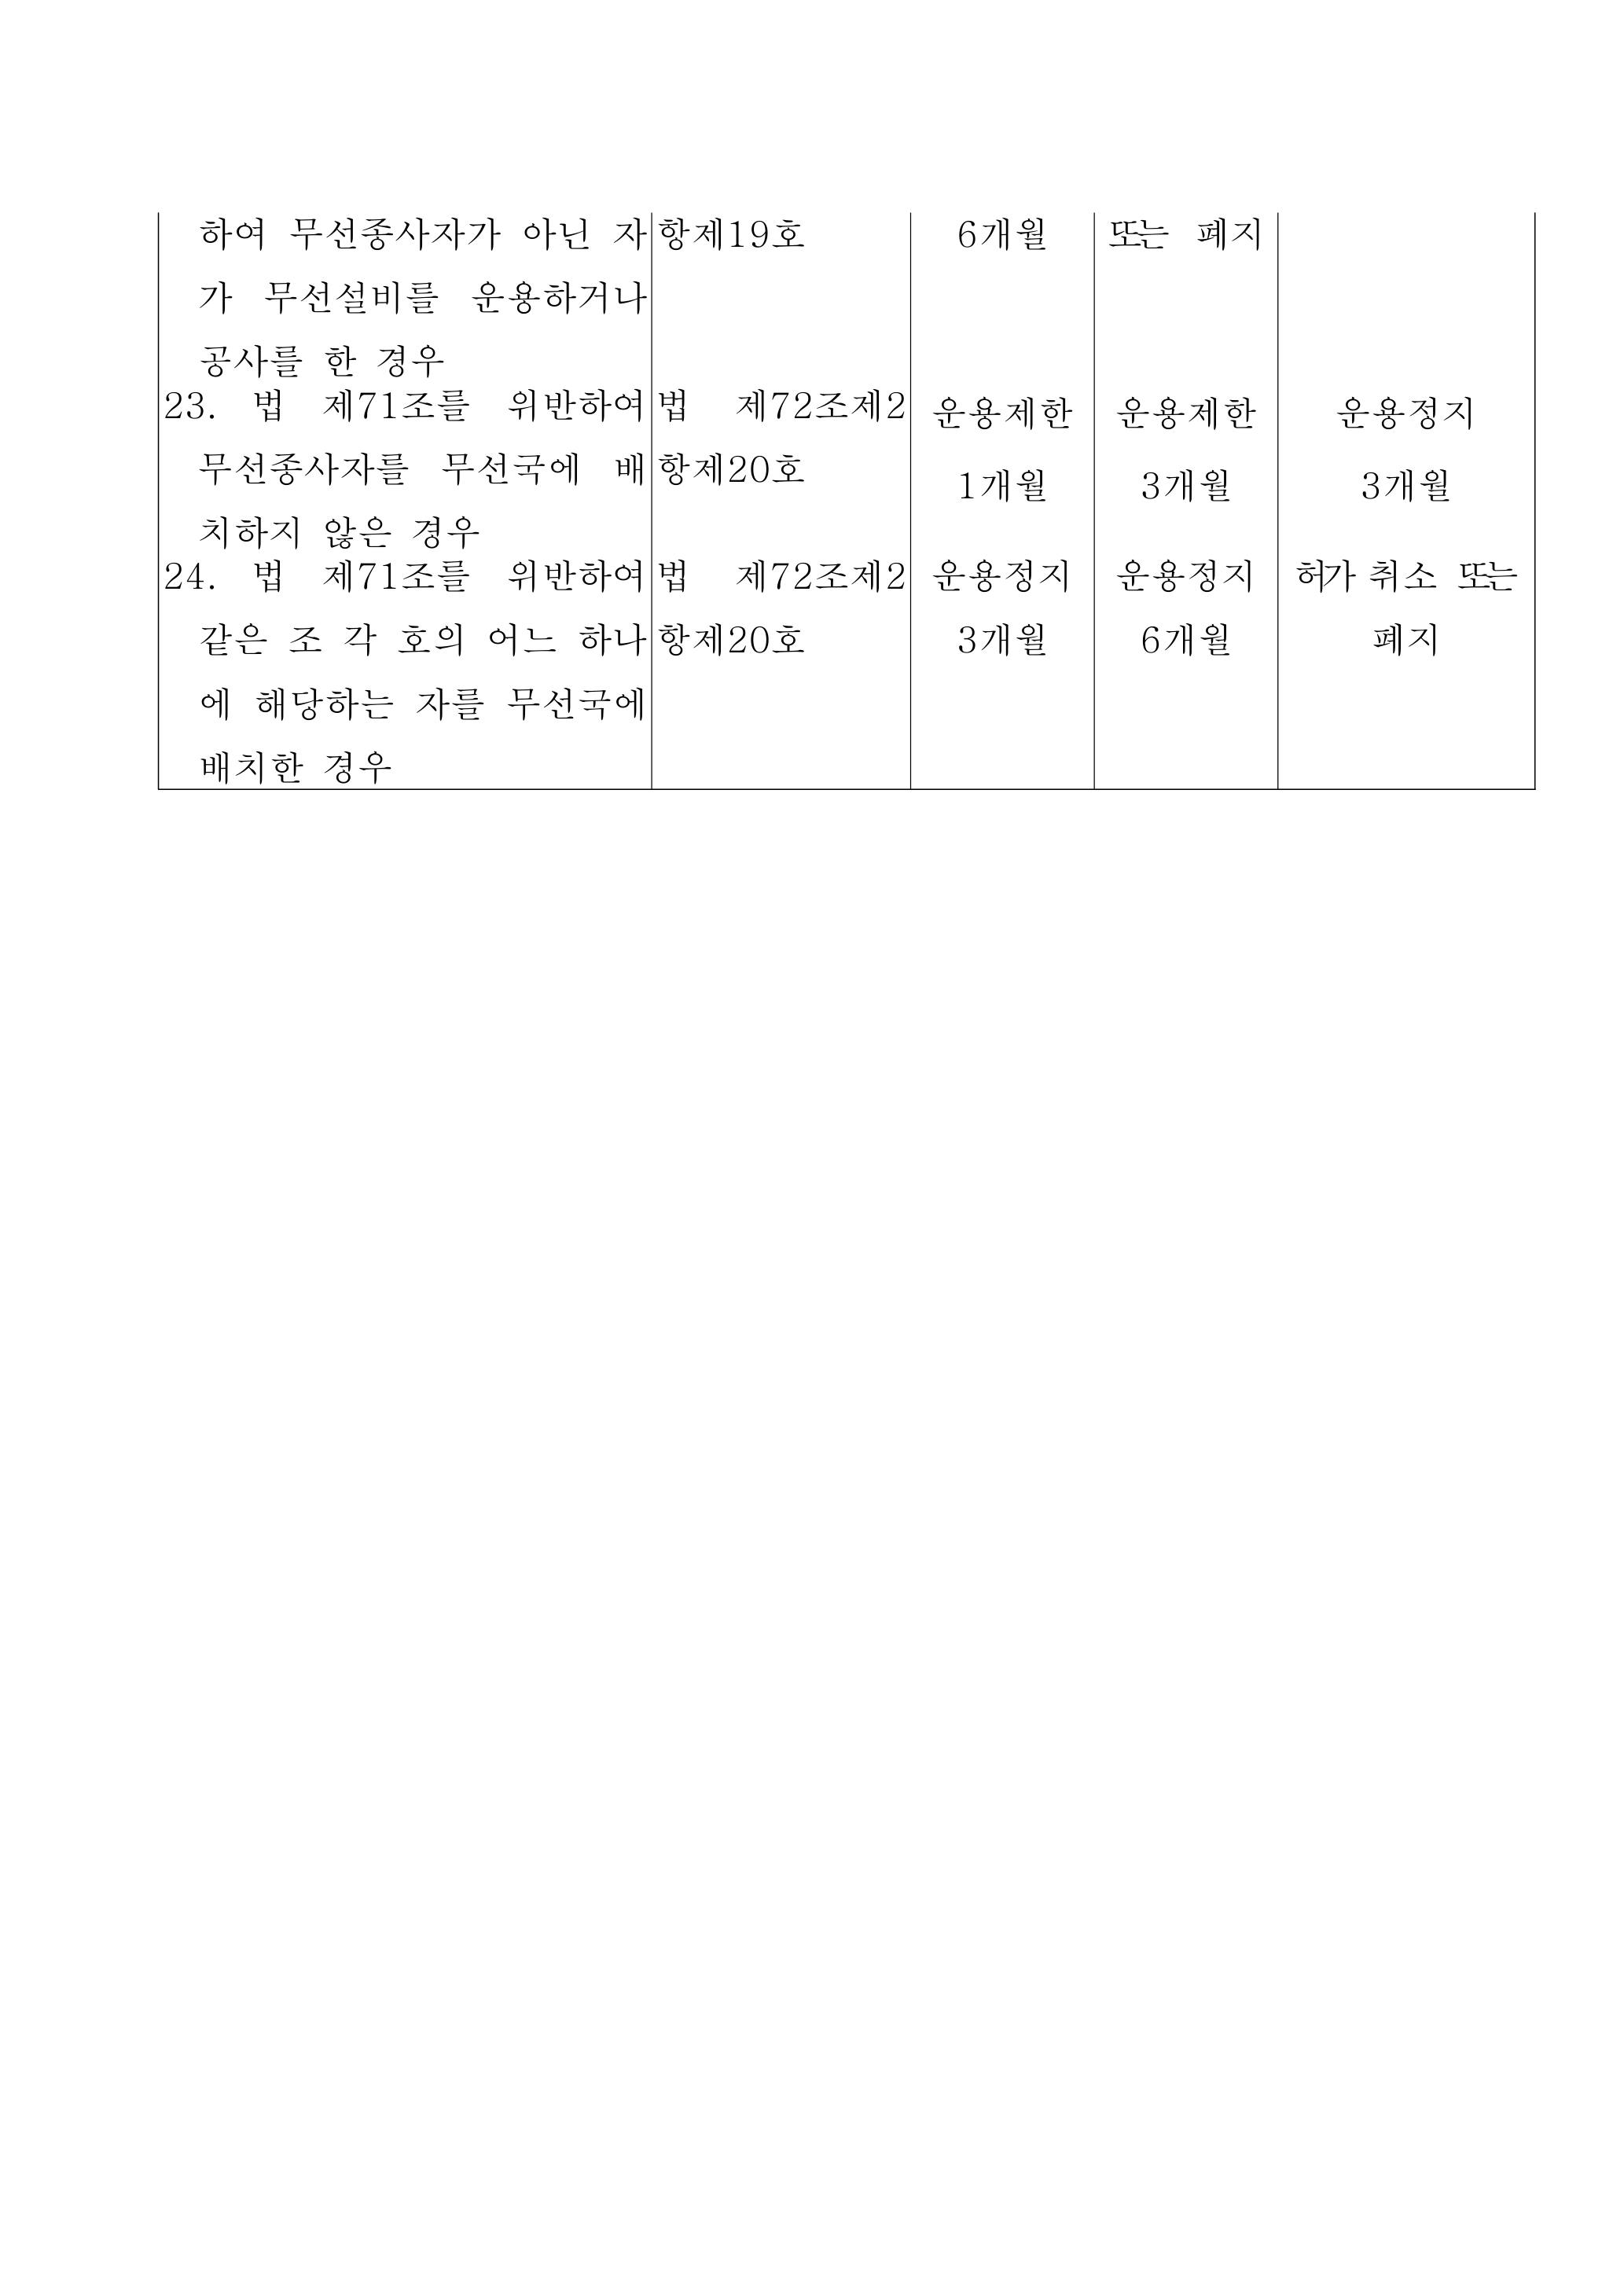 하여 무선종사자가 아닌 자
가 무선설비를 운용하거나
공사를 한 경우
항제19호
6개월
또는 폐지
23. 법 제71조를 위반하여
무선종사자를 무선국에 배
치하지 않은 경우
법 제72조제2
항제20호
운용제한
1개월
운용제한
3개월
운용정지
3개월
24. 법 제71조를 위반하여
같은 조 각 호의 어느 하나
에 해당하는 자를 무선국에
배치한 경우
법 제72조제2
항제20호
운용정지
3개월
운용정지
6개월
허가 취소 또는
폐지